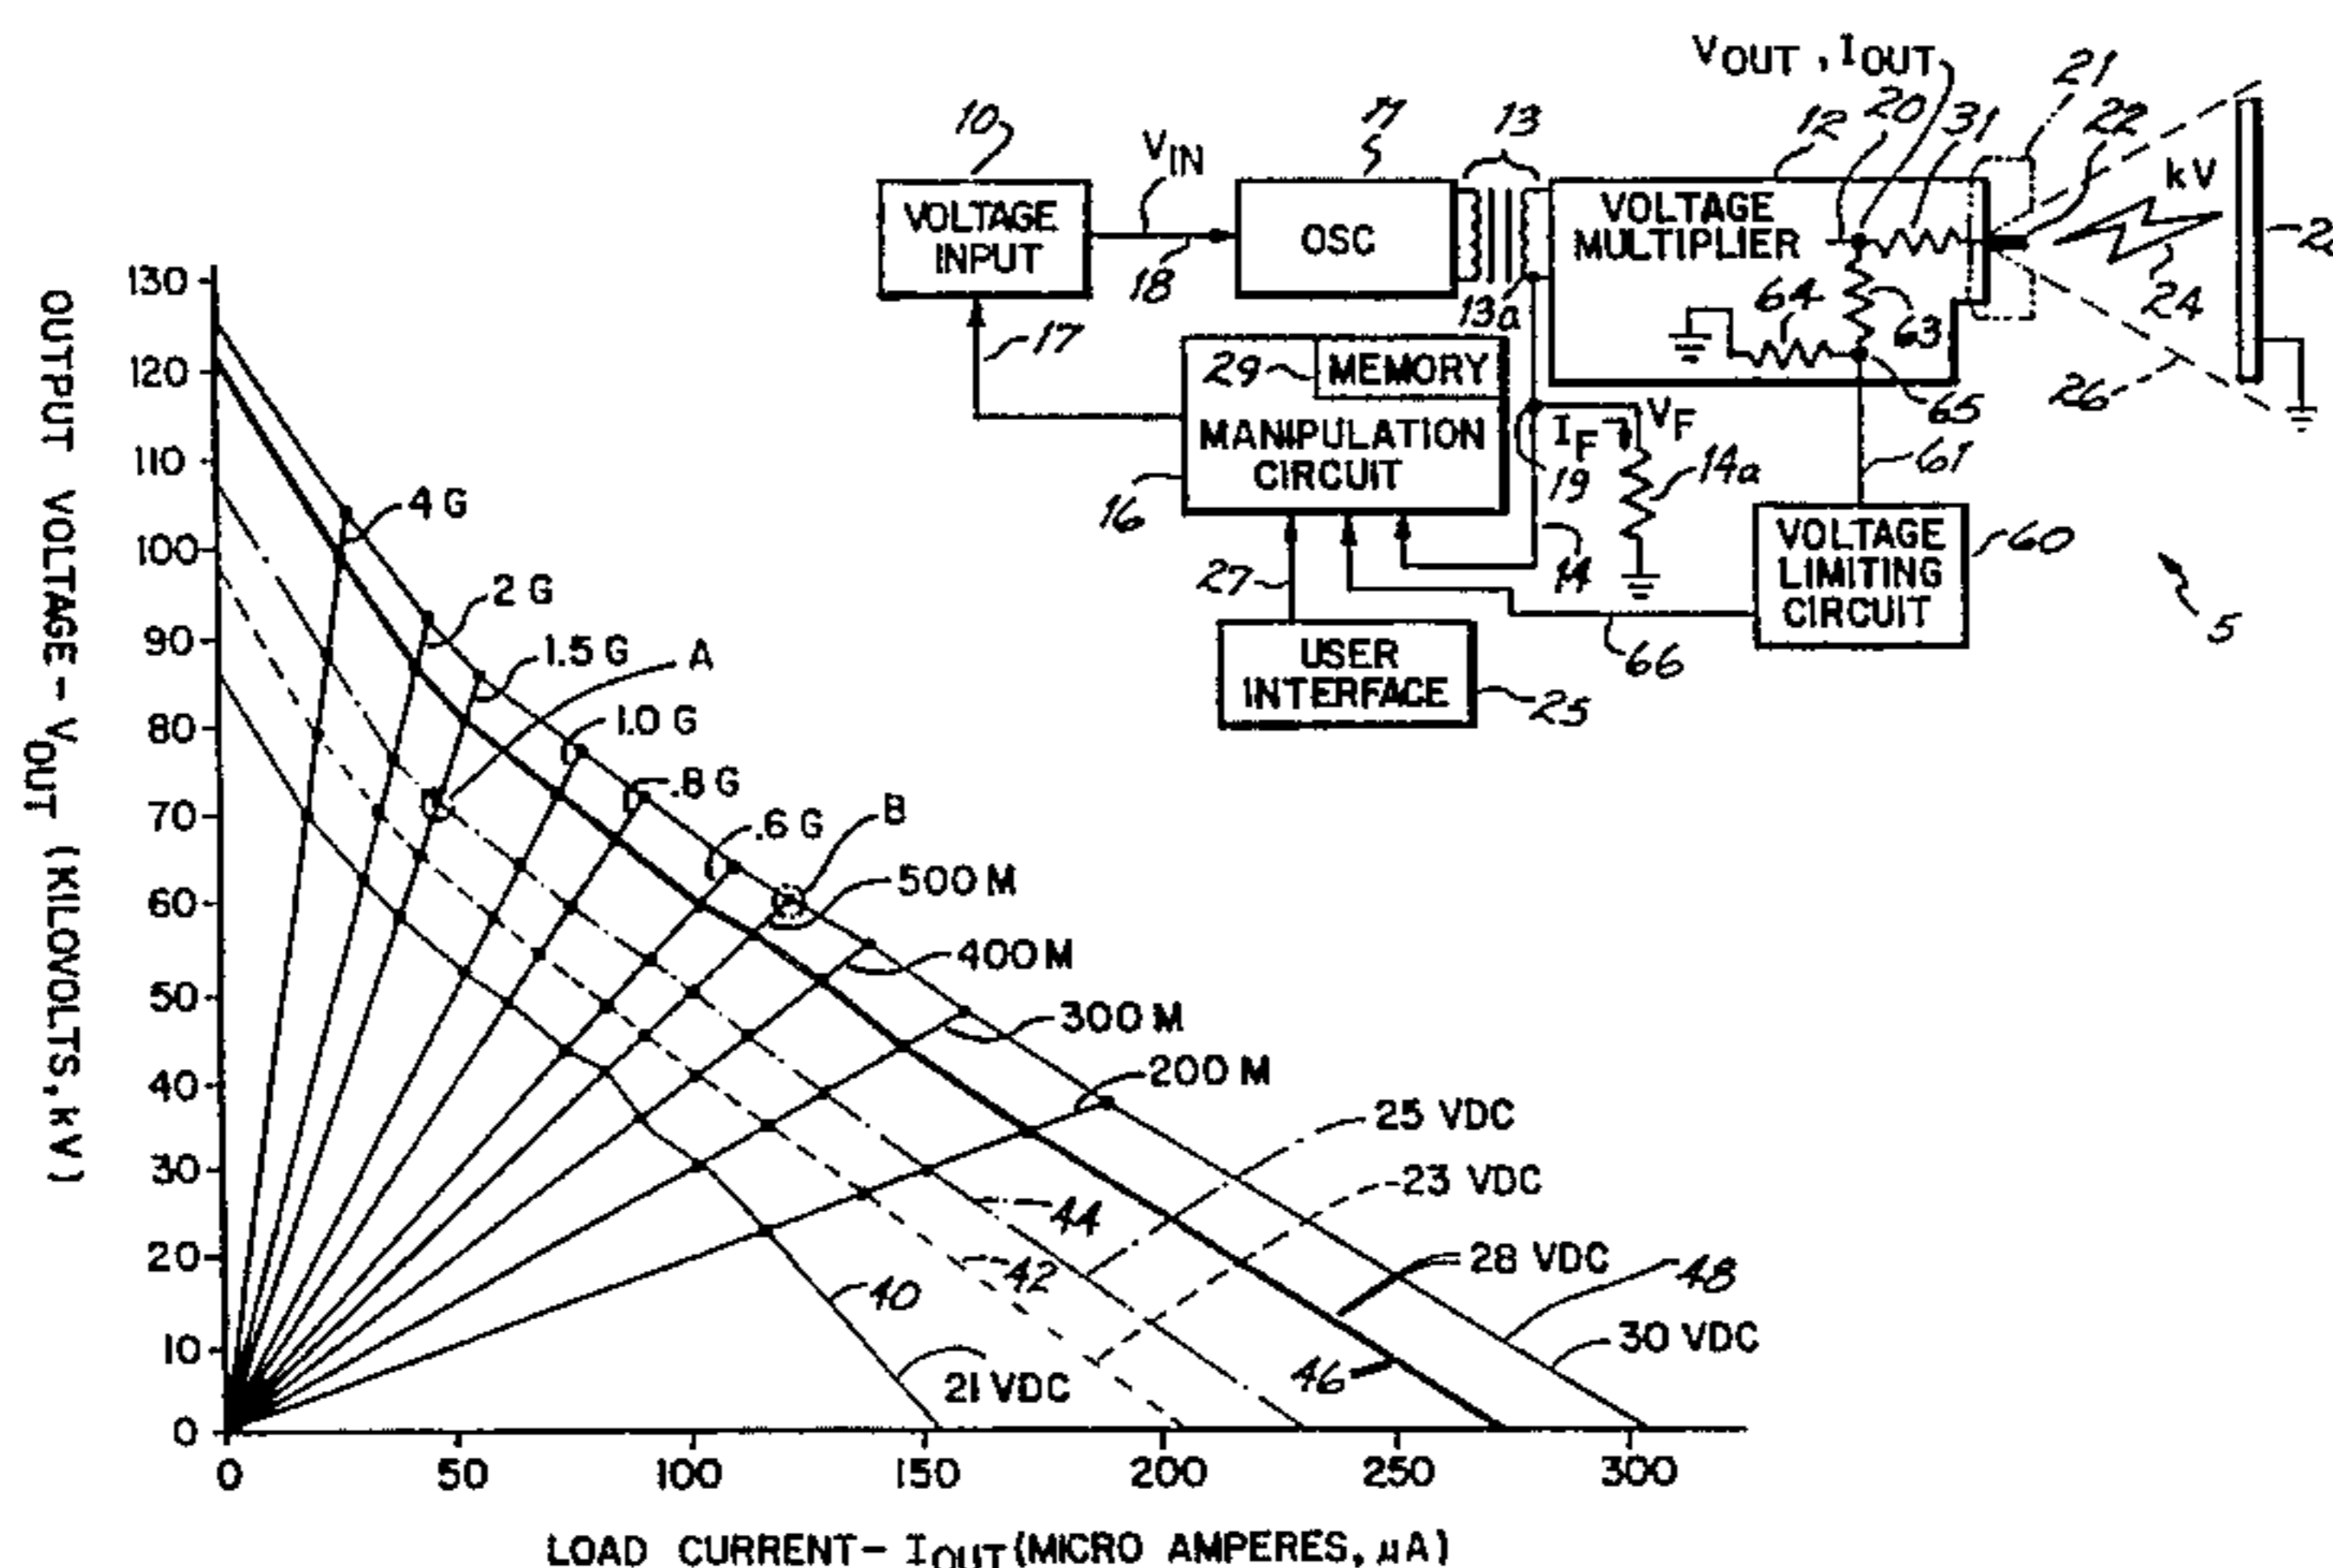 VOUT , IOUT
10
VIN
11
13
12
20
31
21
22
VOLTAGE INPUT
18
OSC
13a
VOLTAGE MULTIPLIER
kV
64
63
65
24
26
17
29
MEMORY
MANIPULATION CIRCUIT
16
IF
VF
19
14a
14
61
27
66
USER INTERFACE
25
VOLTAGE LIMITING CIRCUIT
60
5
OUTPUT VOLTAGE - VOUT (KILOVOLTS, kV)
130
120
110
100
90
80
70
60
50
40
30
20
10
0
4 G
2 G
1.5 G
A
1.0 G
.8 G
.6 G
B
500 M
400 M
300 M
200 M
25 VDC
23 VDC
44
42
28 VDC
48
40
30 VDC
46
21 VDC
0
50
100
150
200
250
300
LOAD CURRENT - IOUT (MICRO AMPERES, µA)